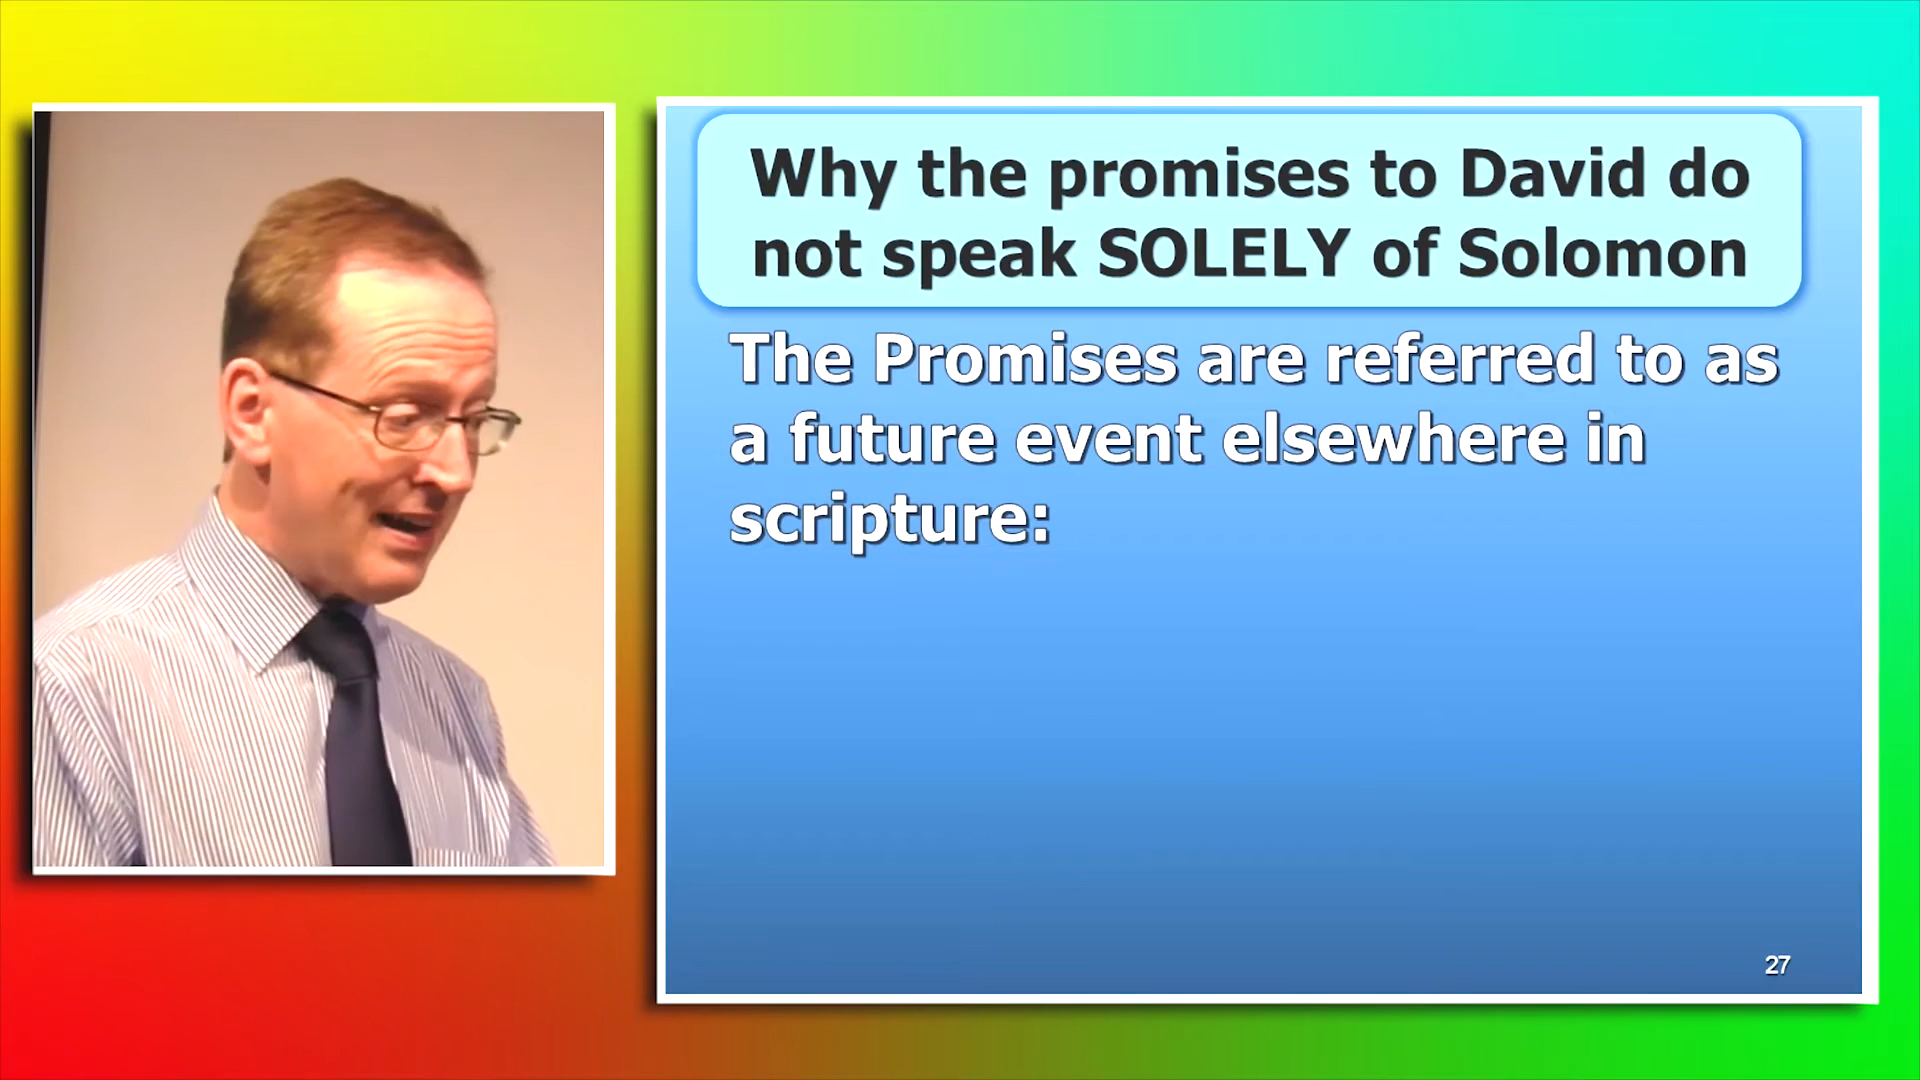 Why the promises to David do
not speak SOLELY of Solomon
The Promises are referred to as
a future event elsewhere in
scripture:
27